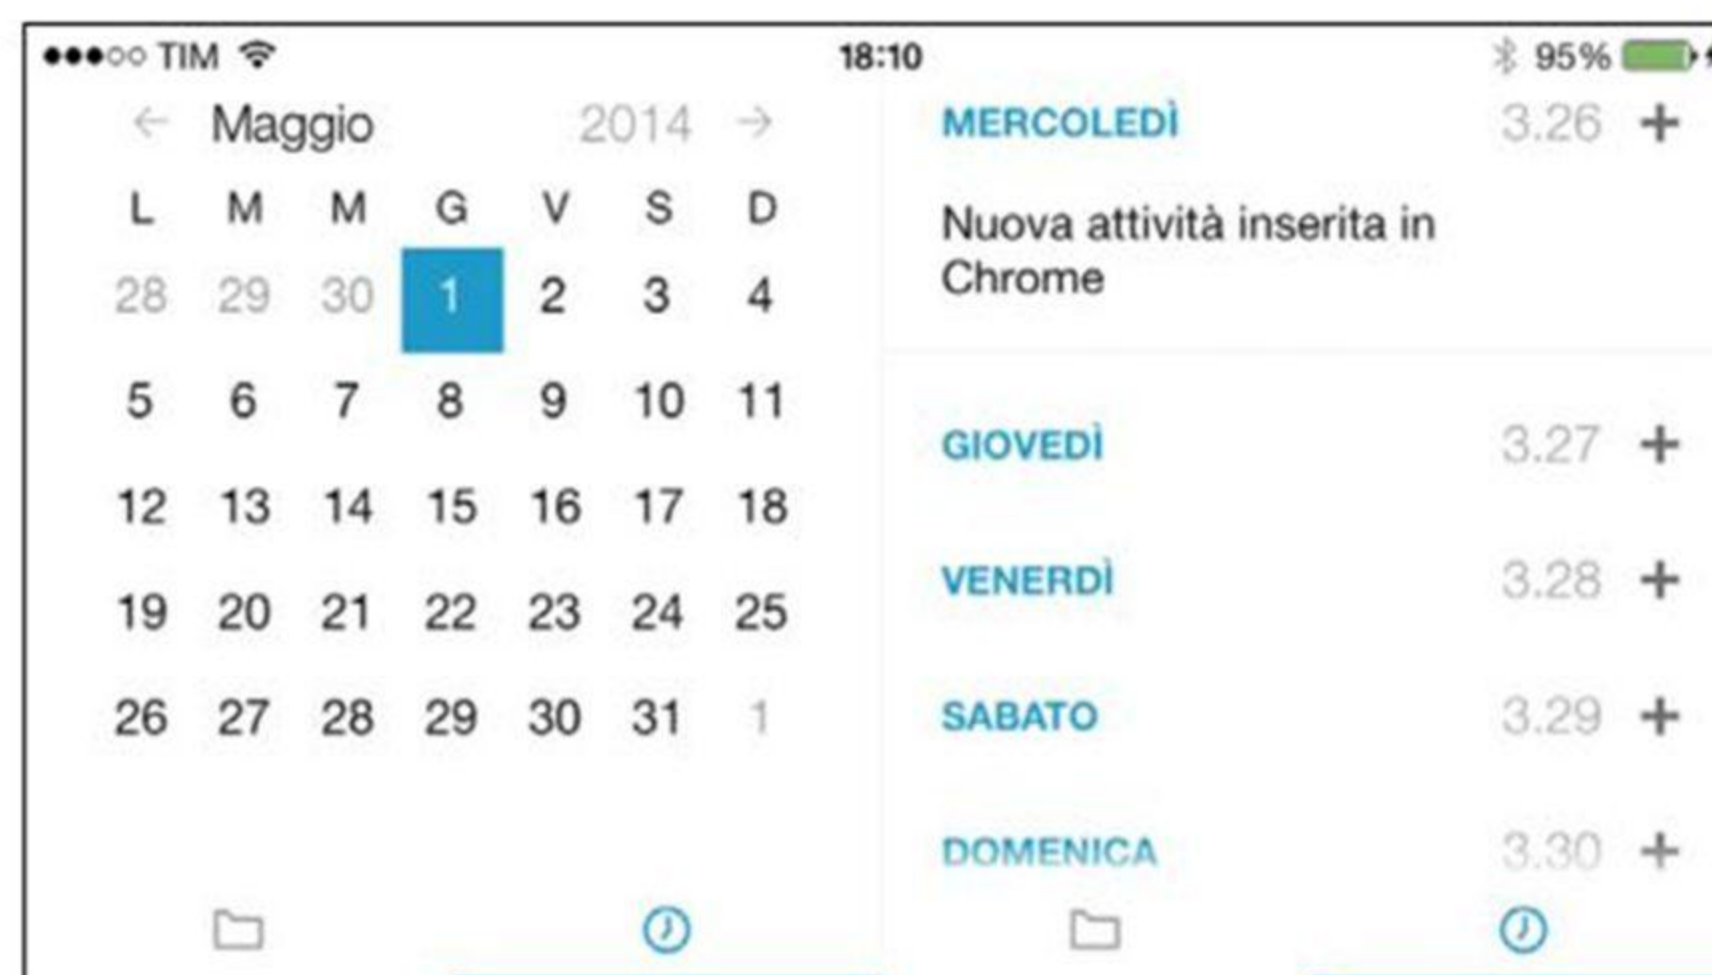 TIM 18:10 95%
Maggio 2014
L M M G V S D
28 29 30 1 2 3 4
5 6 7 8 9 10 11
12 13 14 15 16 17 18
19 20 21 22 23 24 25
26 27 28 29 30 31 1
MERCOLEDÌ 3.26 +
Nuova attività inserita in
Chrome
GIOVEDÌ 3.27 +
VENERDÌ 3.28 +
SABATO 3.29 +
DOMENICA 3.30 +